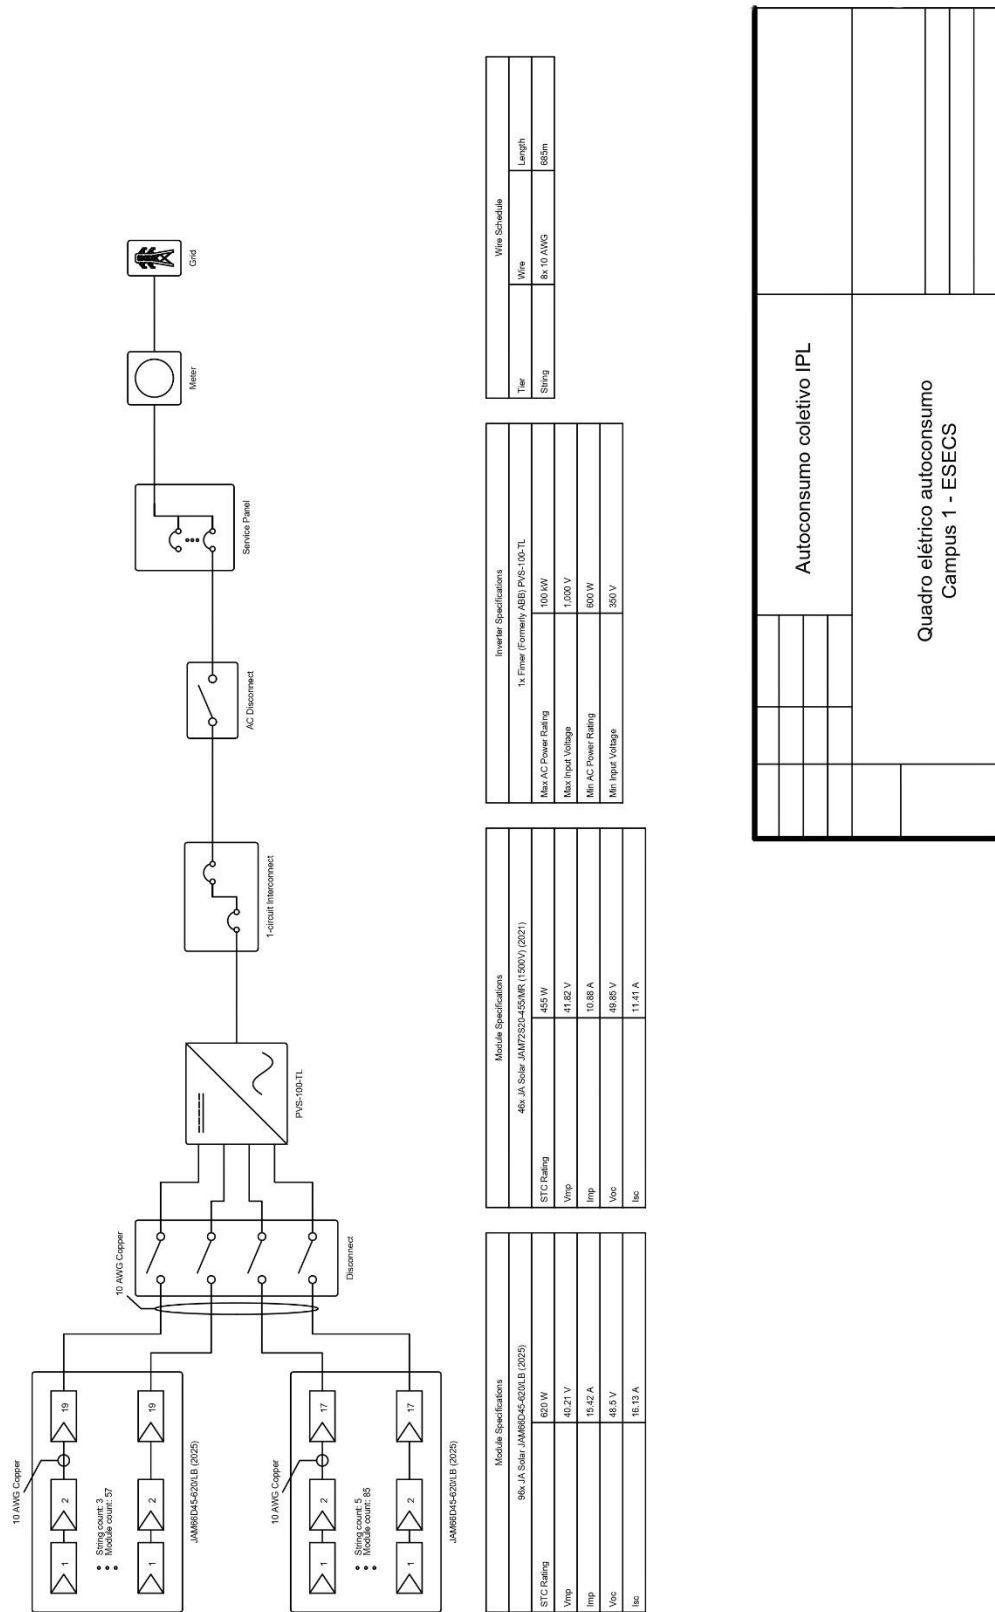 10 AWG Copper
1
2
19
String count: 3
Module count: 57
1
2
19
JAM66D45-620/LB (2025)
10 AWG Copper
1
2
17
String count: 5
Module count: 85
1
2
17
JAM66D45-620/LB (2025)
10 AWG Copper
Disconnect
PVS-100-TL
1-circuit Interconnect
AC Disconnect
Service Panel
Meter
Grid
Module Specifications
96x JA Solar JAM66D45-620/LB (2025)
STC Rating 620 W
Vmp 40.21 V
Imp 15.42 A
Voc 48.5 V
Isc 16.13 A
Module Specifications
46x JA Solar JAM72S20-455/MR (1500V) (2021)
STC Rating 455 W
Vmp 41.82 V
Imp 10.88 A
Voc 49.85 V
Isc 11.41 A
Inverter Specifications
1x Fimer (Formerly ABB) PVS-100-TL
Max AC Power Rating 100 kW
Max Input Voltage 1,000 V
Min AC Power Rating 600 W
Min Input Voltage 350 V
Wire Schedule
Tier Wire Length
String 8x 10 AWG 685m
Autoconsumo coletivo IPL
Quadro elétrico autoconsumo
Campus 1 - ESECS